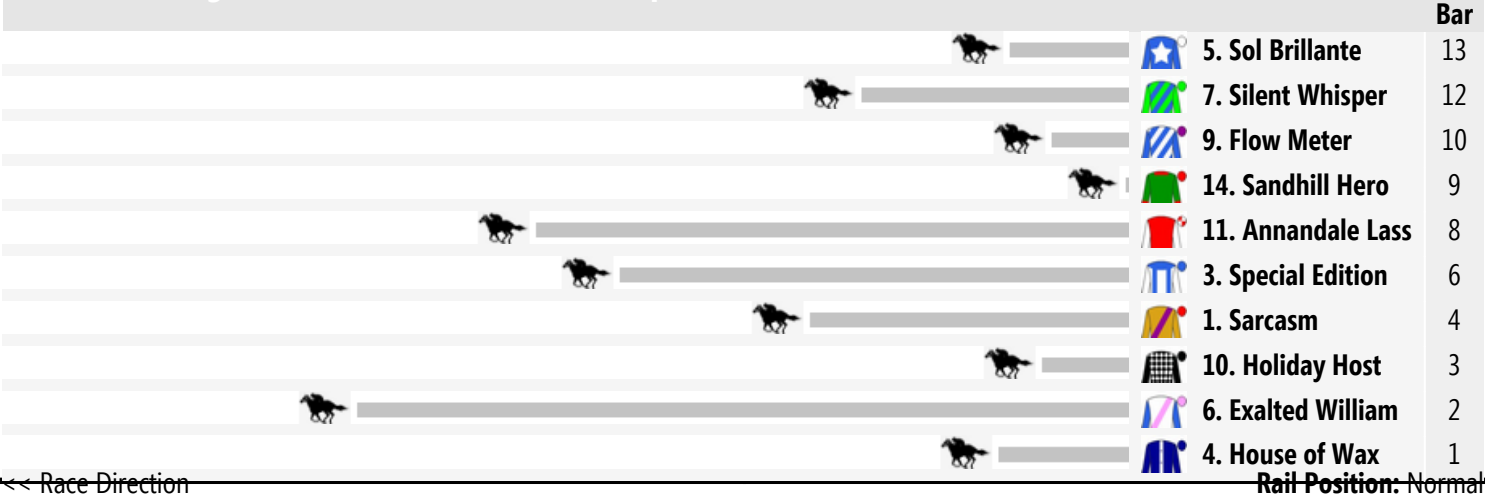 Bar
5. Sol Brillante 13
7. Silent Whisper 12
9. Flow Meter 10
14. Sandhill Hero 9
11. Annandale Lass 8
3. Special Edition 6
1. Sarcasm 4
10. Holiday Host 3
6. Exalted William 2
4. House of Wax 1
<< Race Direction Rail Position: Normal